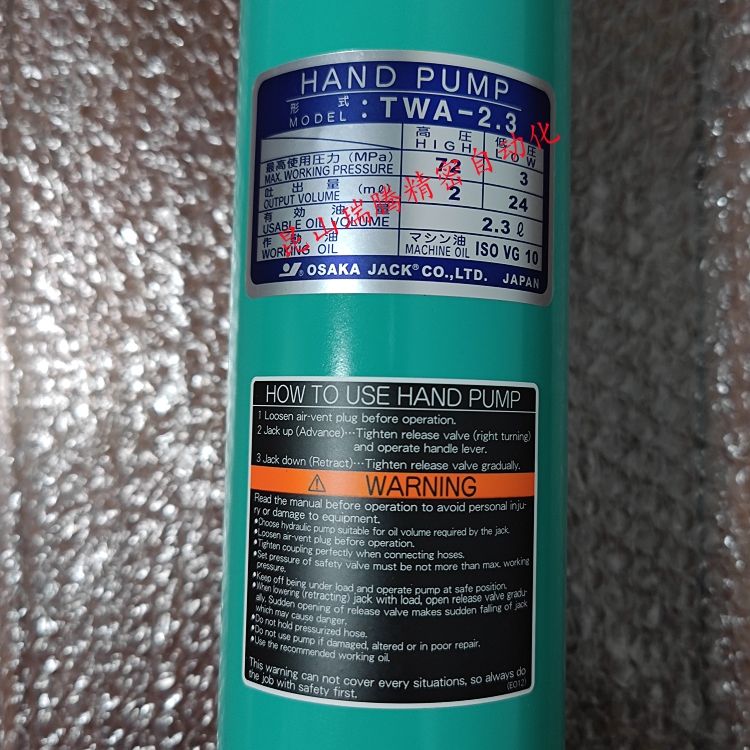 HAND PUMP
形 式
MODEL : TWA-2.3
高 圧 低 圧
HIGH LOW
最高使用圧力 (MPa) 72 3
MAX. WORKING PRESSURE
吐 出 量 (mℓ) 2 24
OUTPUT VOLUME
有 効 油 量 2.3 ℓ
USABLE OIL VOLUME
作 動 油 マシン油 ISO VG 10
WORKING OIL MACHINE OIL
OSAKA JACK® CO.,LTD. JAPAN
昆山瑞腾精密自动化
HOW TO USE HAND PUMP
1 Loosen air-vent plug before operation.
2 Jack up (Advance)…Tighten release valve (right turning)
and operate handle lever.
3 Jack down (Retract)…Tighten release valve gradually.
⚠ WARNING
Read the manual before operation to avoid personal inju-
ry or damage to equipment.
•Choose hydraulic pump suitable for oil volume required by the jack.
•Loosen air-vent plug before operation.
•Tighten coupling perfectly when connecting hoses.
•Set pressure of safety valve must be not more than max. working
pressure.
•Keep off being under load and operate pump at safe position.
•When lowering (retracting) jack with load, open release valve gradu-
ally. Sudden opening of release valve makes sudden falling of jack
which may cause danger.
•Do not hold pressurized hose.
•Do not use pump if damaged, altered or in poor repair.
•Use the recommended working oil.
This warning can not cover every situations, so always do
the job with safety first.
(E012)